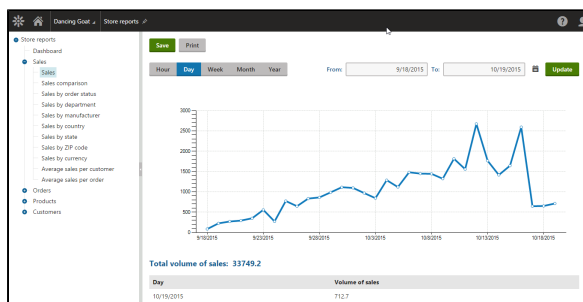 Dancing Goat Store reports ?
Store reports
Dashboard
Sales
Sales
Sales comparison
Sales by order status
Sales by department
Sales by manufacturer
Sales by country
Sales by state
Sales by ZIP code
Sales by currency
Average sales per customer
Average sales per order
Orders
Products
Customers
Save Print
Hour Day Week Month Year From: 9/18/2015 To: 10/19/2015 Update
3000
2500
2000
1500
1000
500
0
9/18/2015 9/23/2015 9/28/2015 10/3/2015 10/8/2015 10/13/2015 10/18/2015
Total volume of sales: 33749.2
Day Volume of sales
10/19/2015 712.7